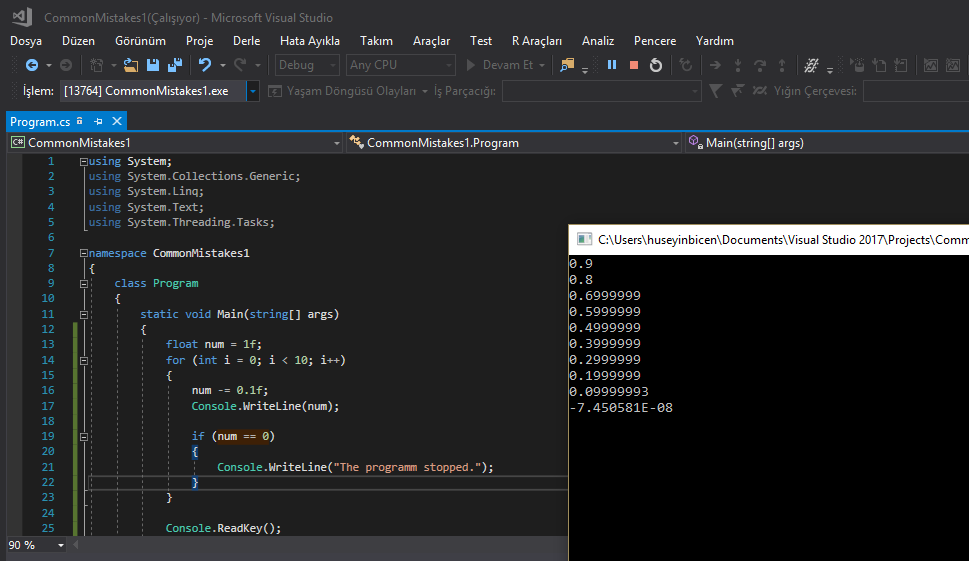 CommonMistakes1(Çalışıyor) - Microsoft Visual Studio
Dosya Düzen Görünüm Proje Derle Hata Ayıkla Takım Araçlar Test R Araçları Analiz Pencere Yardım
Debug Any CPU Devam Et
İşlem: [13764] CommonMistakes1.exe Yaşam Döngüsü Olayları İş Parçacığı: Yığın Çerçevesi:
Program.cs
C# CommonMistakes1 CommonMistakes1.Program Main(string[] args)
1 using System;
2 using System.Collections.Generic;
3 using System.Linq;
4 using System.Text;
5 using System.Threading.Tasks;
6
7 namespace CommonMistakes1
8 {
9 class Program
10 {
11 static void Main(string[] args)
12 {
13 float num = 1f;
14 for (int i = 0; i < 10; i++)
15 {
16 num -= 0.1f;
17 Console.WriteLine(num);
18
19 if (num == 0)
20 {
21 Console.WriteLine("The programm stopped.");
22 }
23 }
24
25 Console.ReadKey();
90 %
C:\Users\huseyinbicen\Documents\Visual Studio 2017\Projects\Comm
0.9
0.8
0.6999999
0.5999999
0.4999999
0.3999999
0.2999999
0.1999999
0.09999993
-7.450581E-08